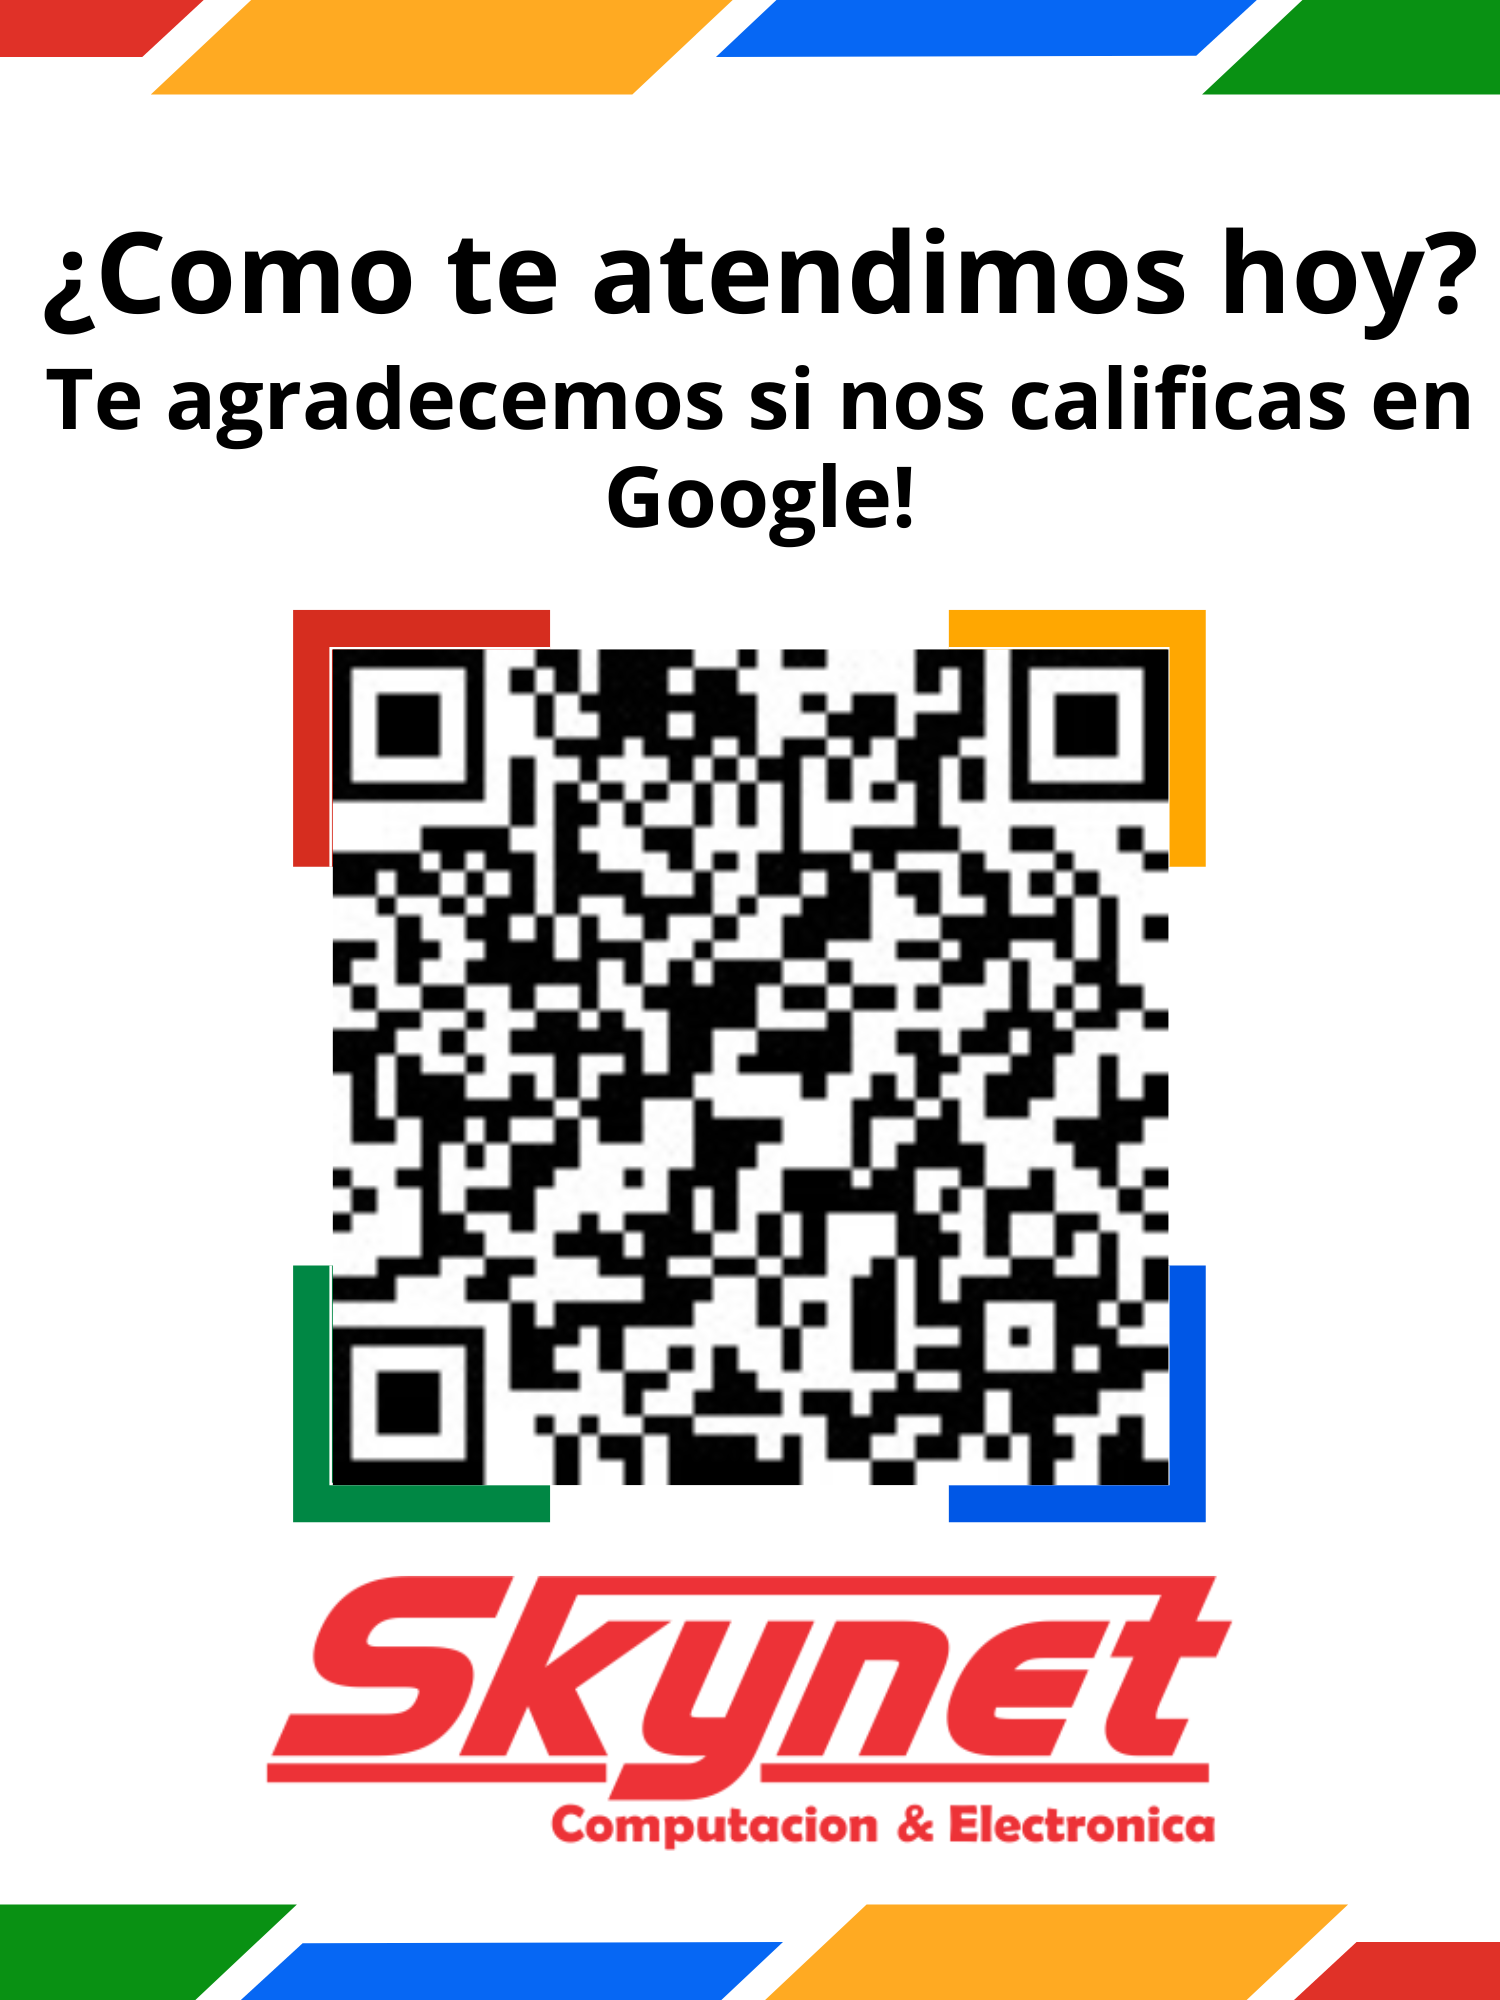 ¿Como te atendimos hoy?
Te agradecemos si nos calificas en
Google!
Skynet
Computacion & Electronica